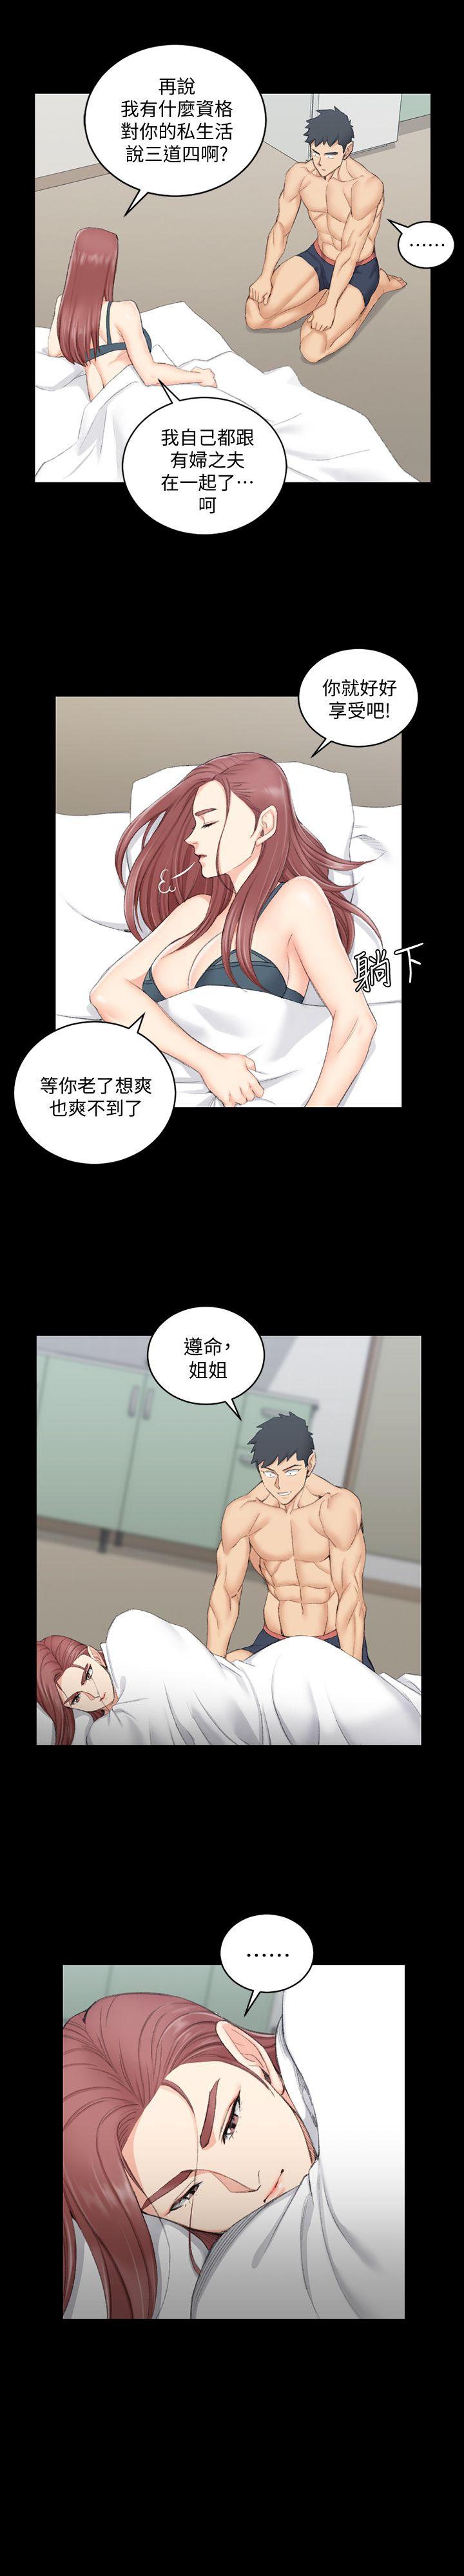 再說
我有什麼資格
對你的私生活
說三道四啊?
……
我自己都跟
有婦之夫
在一起了…
呵
你就好好
享受吧!
躺下
等你老了想爽
也爽不到了
遵命,
姐姐
……